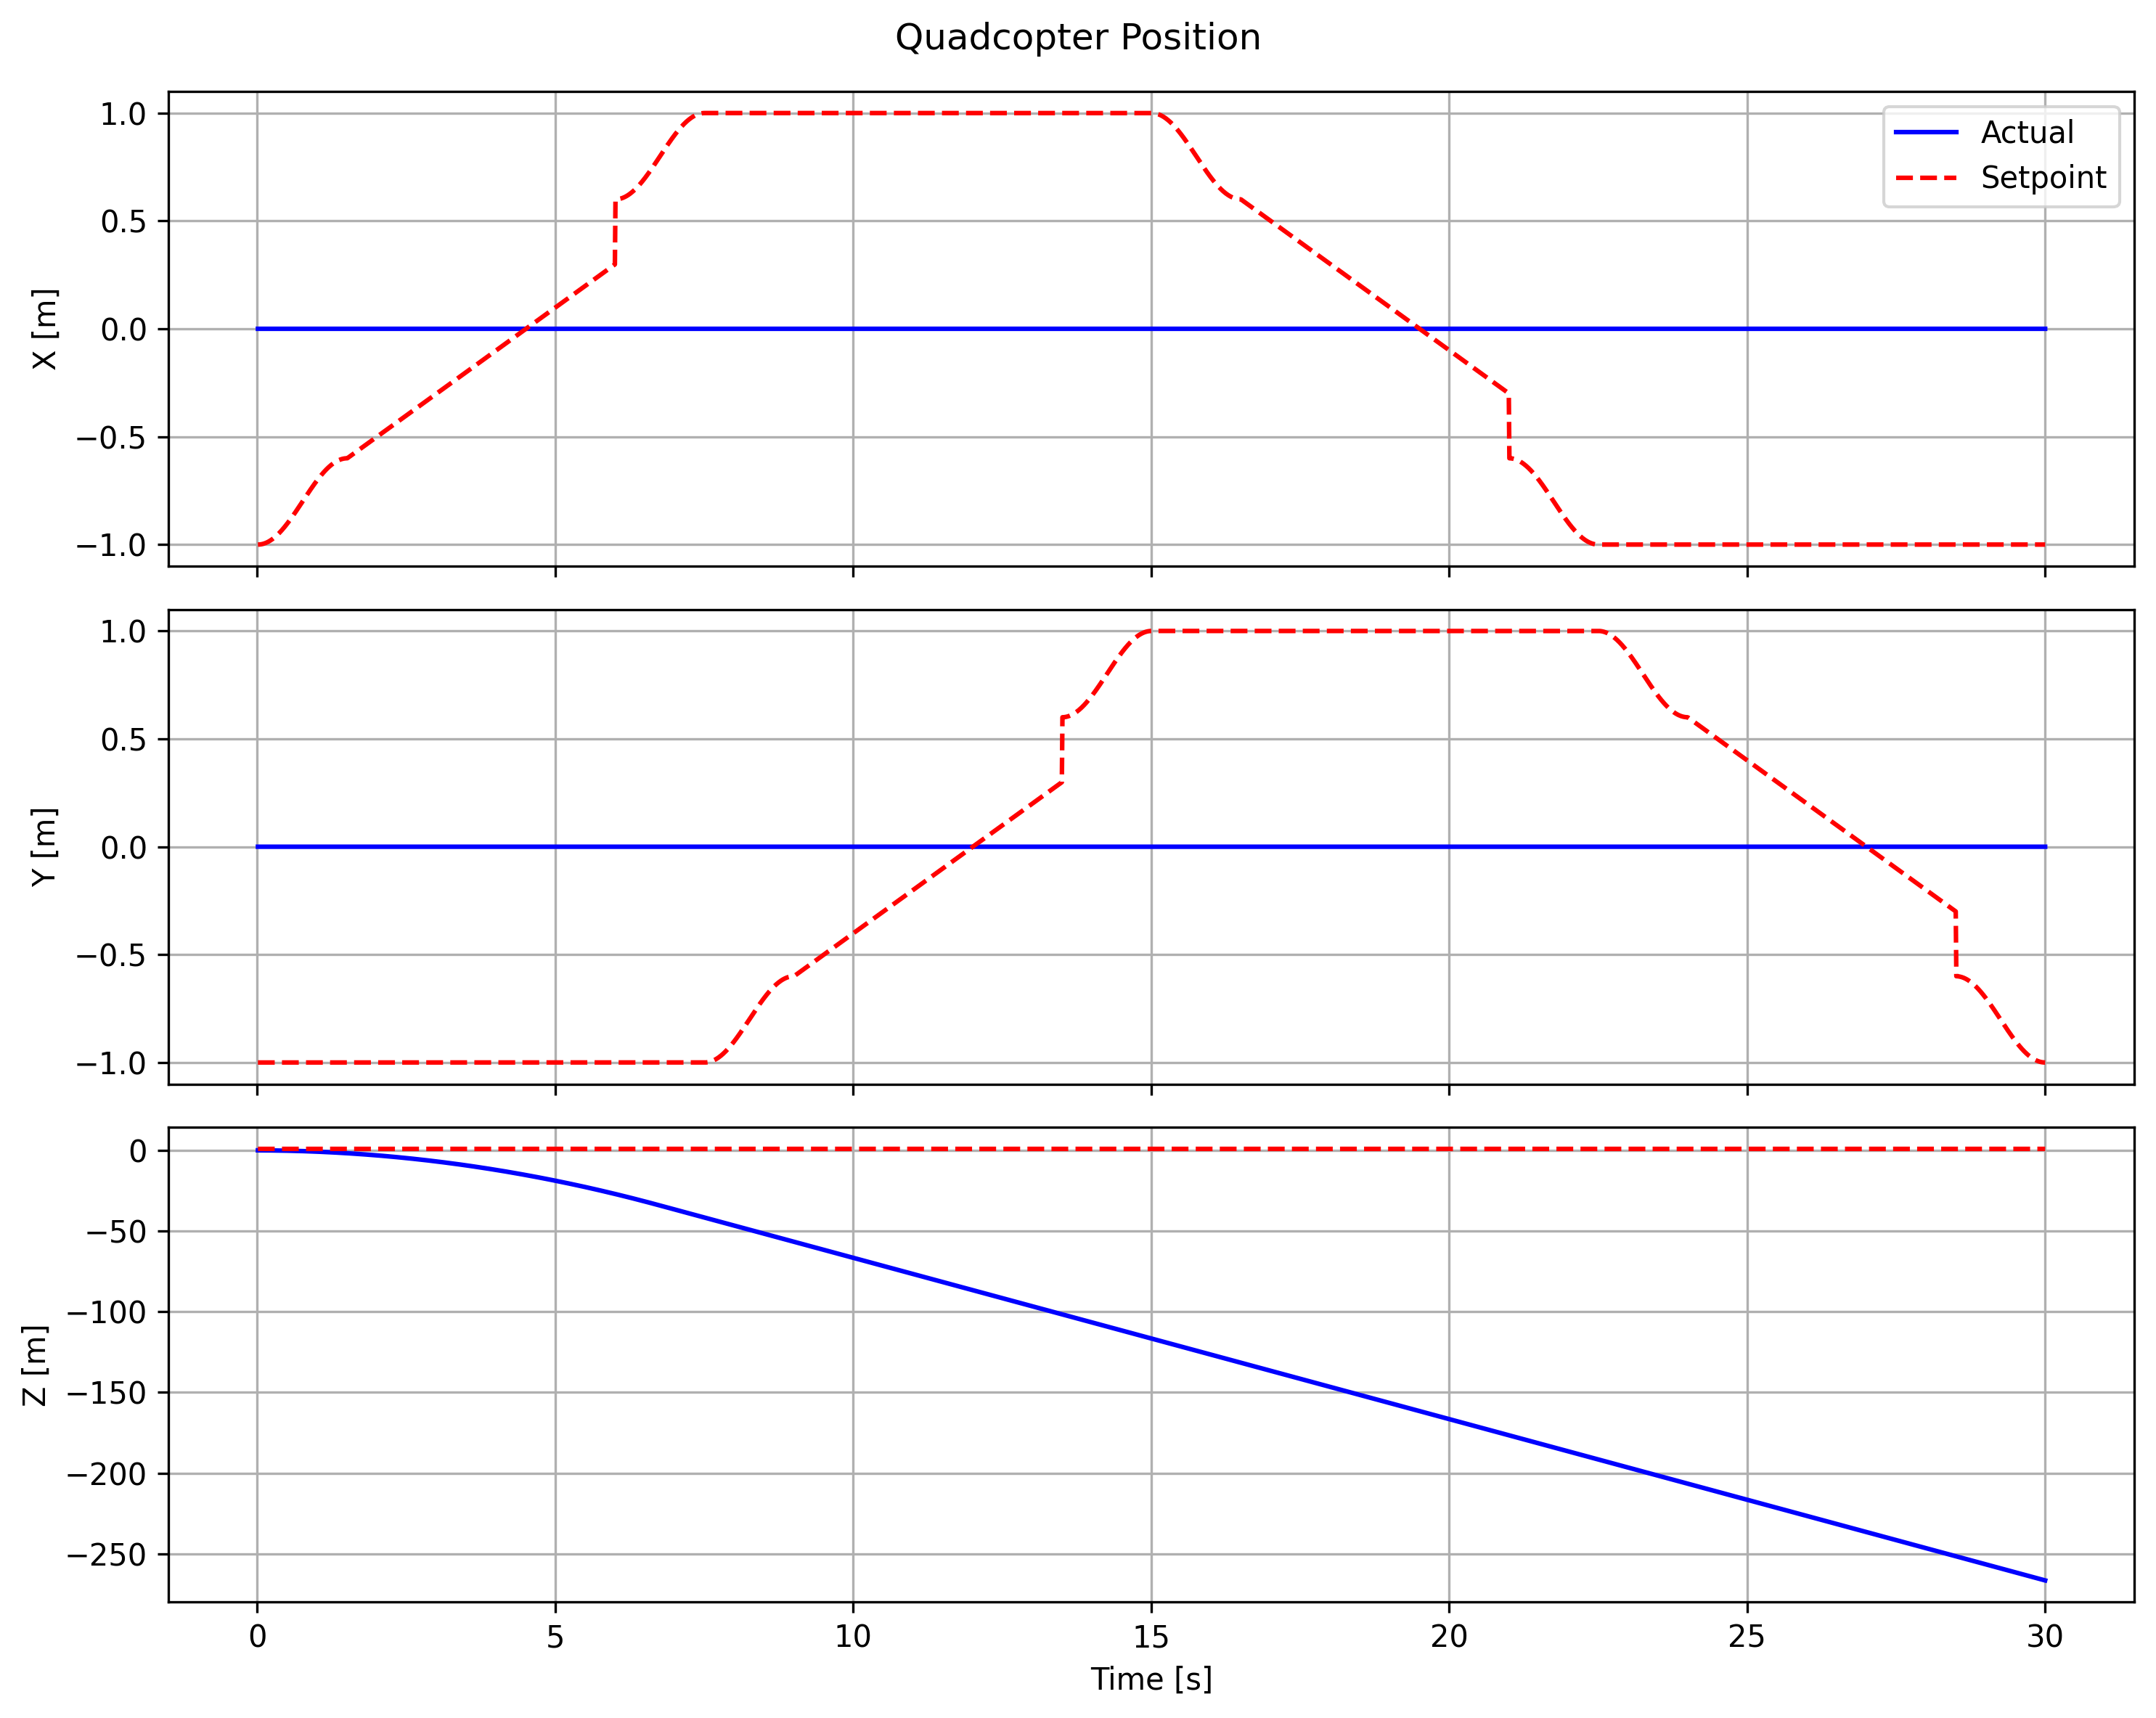 Quadcopter Position
1.0
0.5
0.0
−0.5
−1.0
X [m]
Actual
Setpoint
1.0
0.5
0.0
−0.5
−1.0
Y [m]
0
−50
−100
−150
−200
−250
Z [m]
0 5 10 15 20 25 30
Time [s]